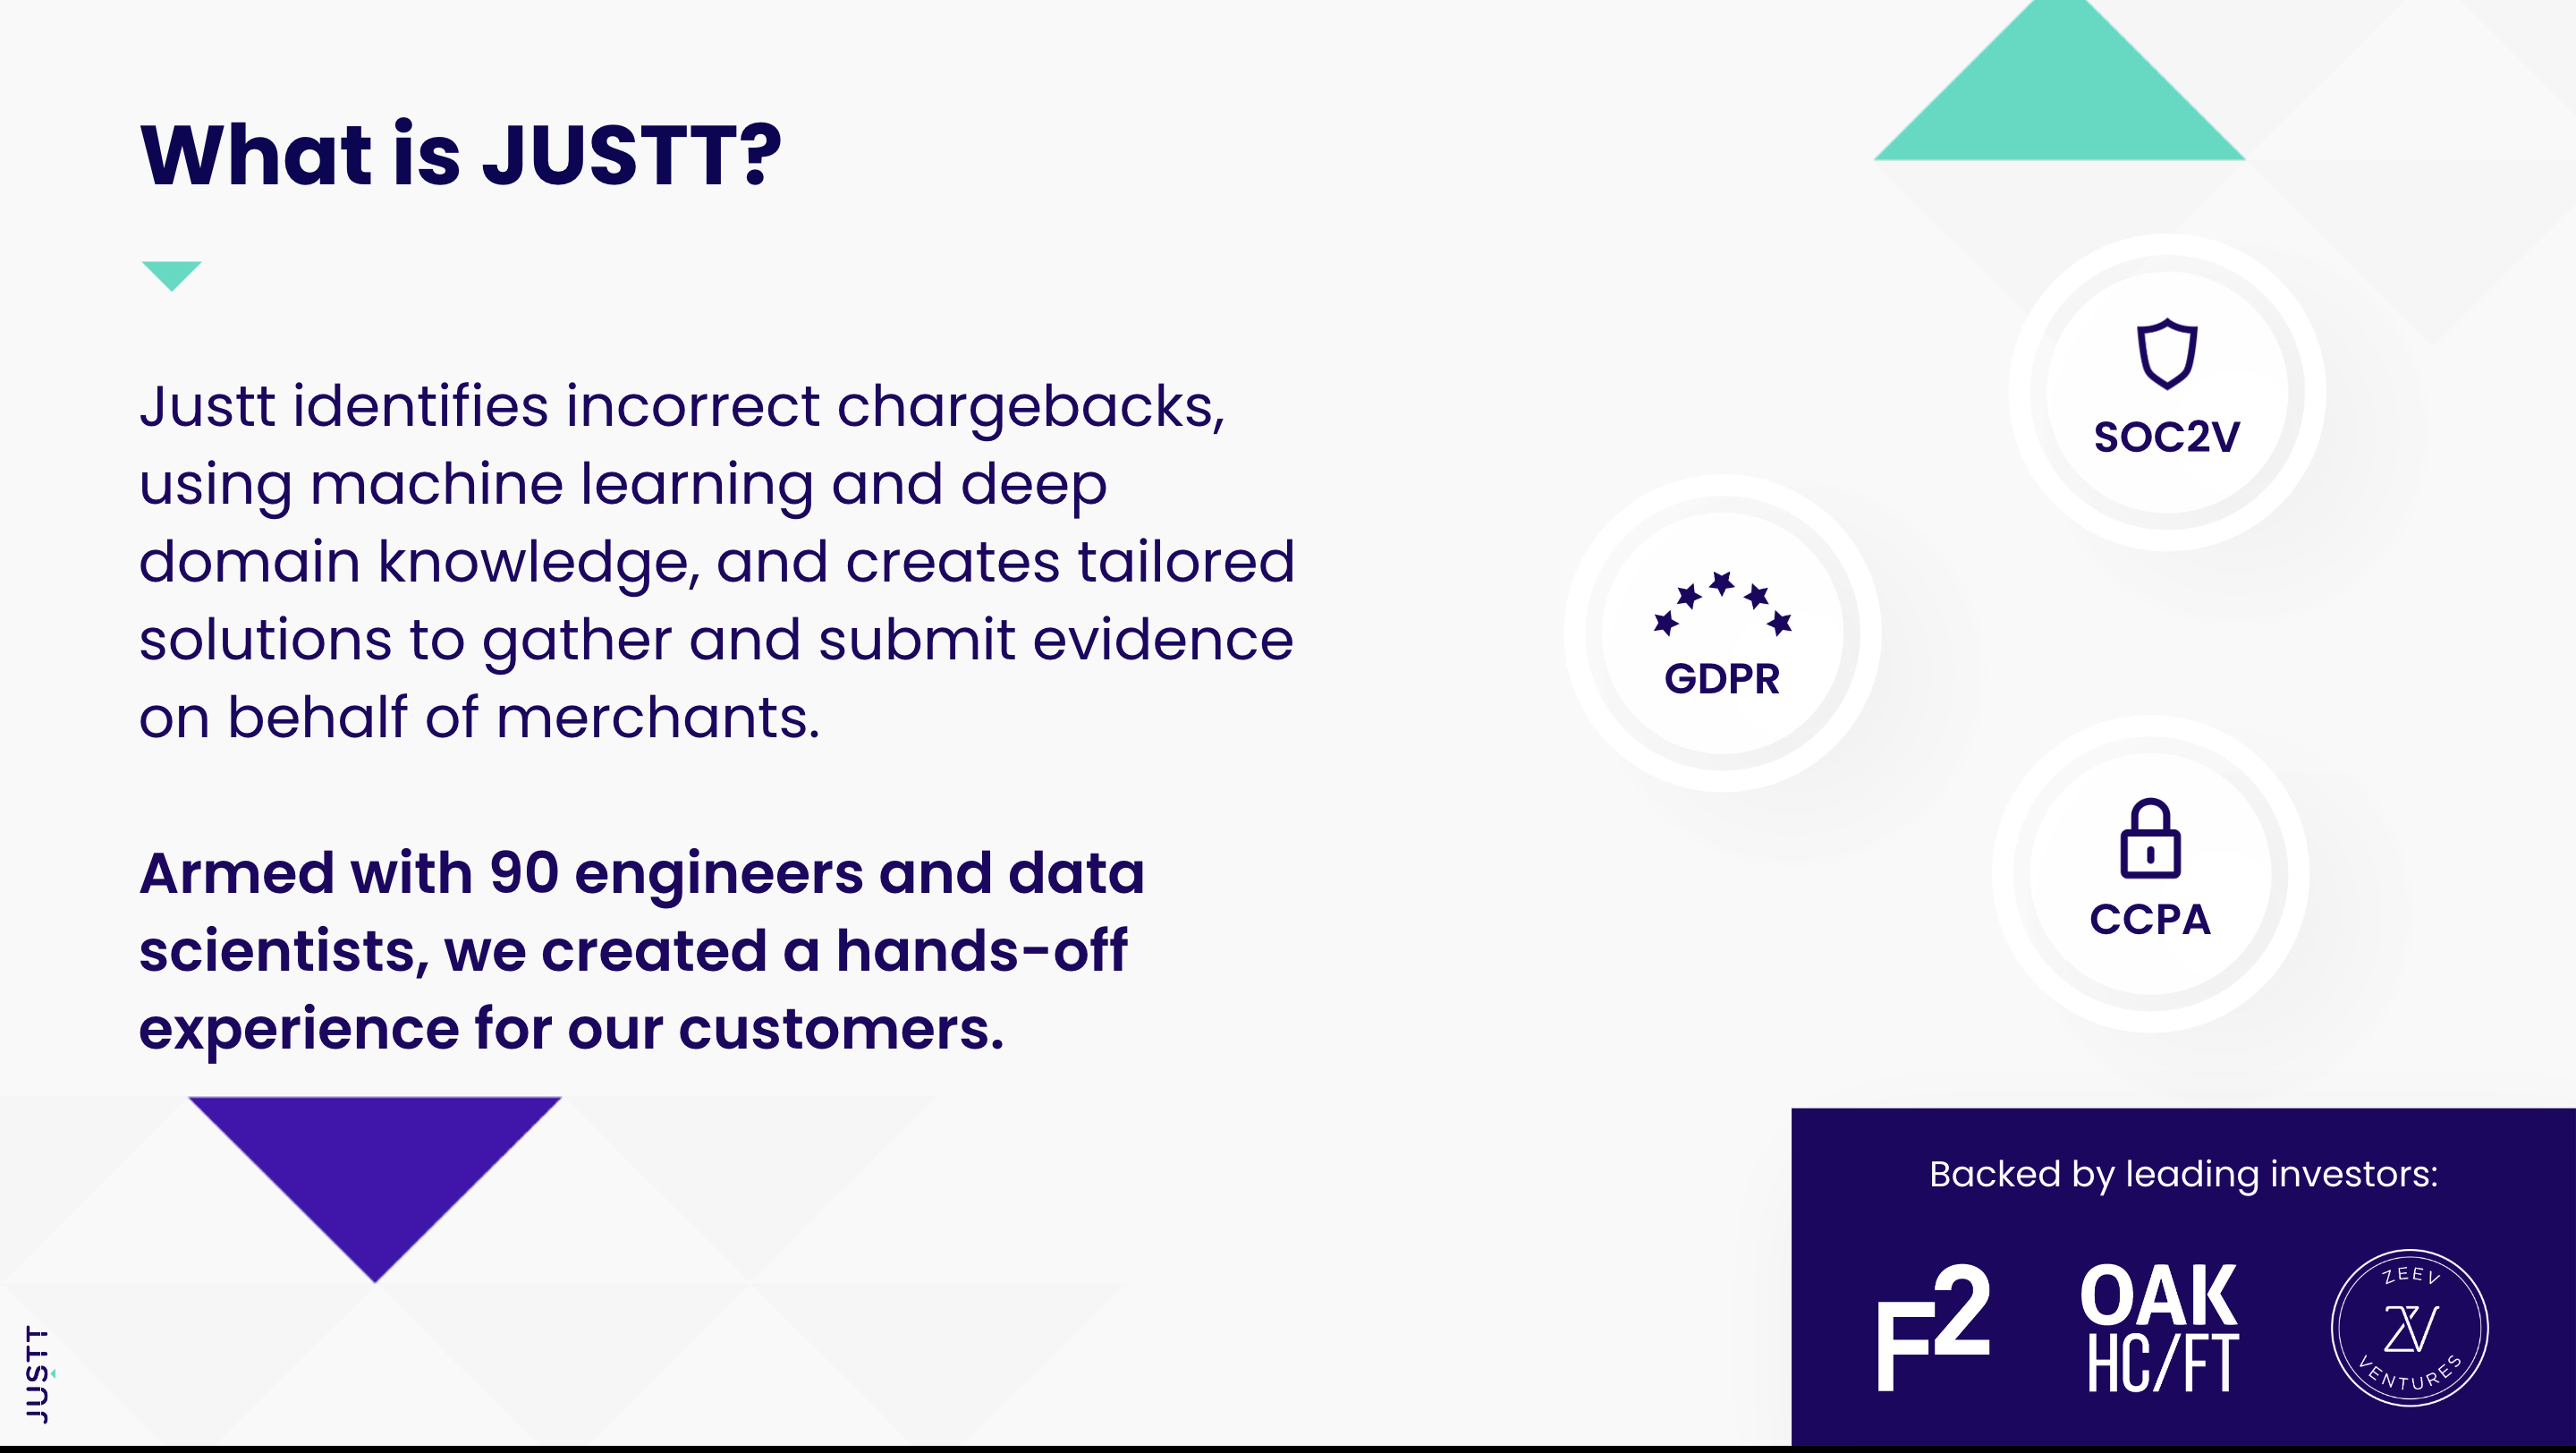 What is JUSTT?
Justt identifies incorrect chargebacks,
using machine learning and deep
domain knowledge, and creates tailored
solutions to gather and submit evidence
on behalf of merchants.
Armed with 90 engineers and data
scientists, we created a hands-off
experience for our customers.
SOC2V
GDPR
CCPA
Backed by leading investors:
F2
OAK
HC/FT
ZEEV
ZV
VENTURES
JUSTT